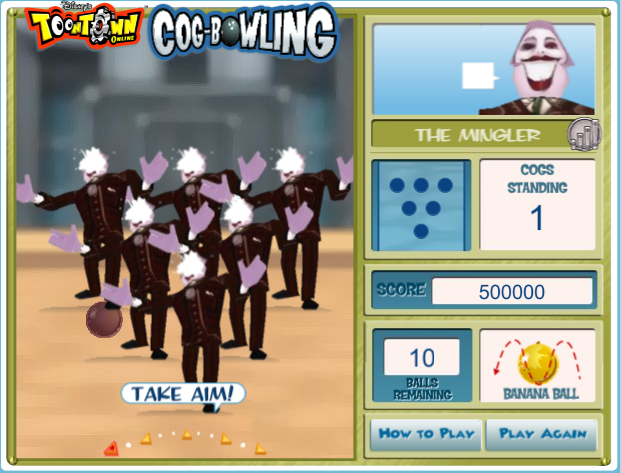 Disney's
TOONTOWN
ONLINE
COG-BOWLING
THE MINGLER
COGS
STANDING
1
SCORE 500000
10
BALLS
REMAINING
BANANA BALL
TAKE AIM!
HOW TO PLAY
PLAY AGAIN